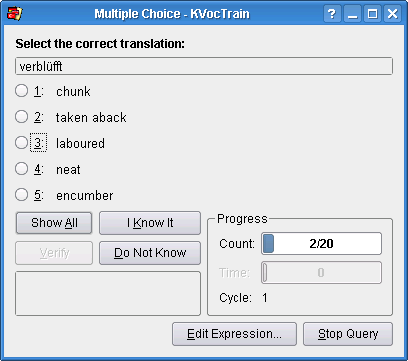 Multiple Choice - KVocTrain
Select the correct translation:
verblüfft
1: chunk
2: taken aback
3: laboured
4: neat
5: encumber
Show All
I Know It
Verify
Do Not Know
Progress
Count: 2/20
Time: 0
Cycle: 1
Edit Expression...
Stop Query